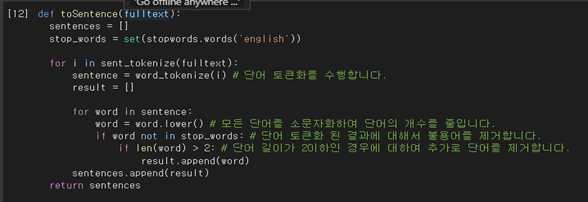 "Go offline anywhere ..."
[12] def toSentence(fulltext):
    sentences = []
    stop_words = set(stopwords.words('english'))

    for i in sent_tokenize(fulltext):
        sentence = word_tokenize(i) # 단어 토큰화를 수행합니다.
        result = []

        for word in sentence:
            word = word.lower() # 모든 단어를 소문자화하여 단어의 개수를 줄입니다.
            if word not in stop_words: # 단어 토큰화 된 결과에 대해서 불용어를 제거합니다.
                if len(word) > 2: # 단어 길이가 2이하인 경우에 대하여 추가로 단어를 제거합니다.
                    result.append(word)
        sentences.append(result)
    return sentences